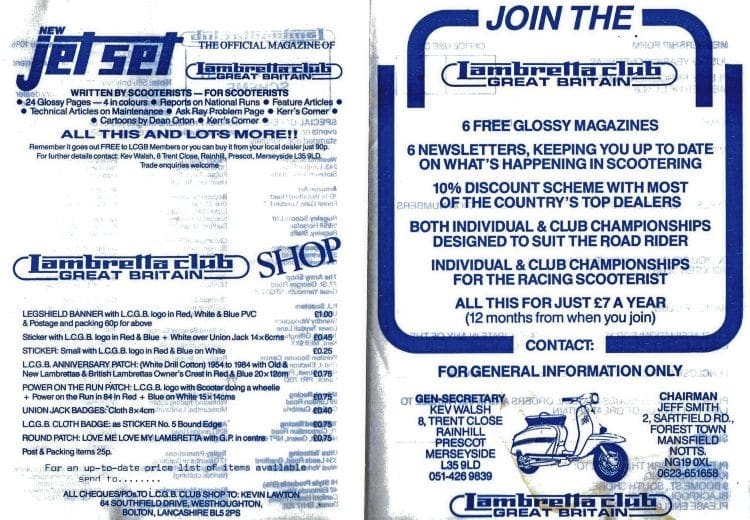 NEW
jet set
THE OFFICIAL MAGAZINE OF
Lambretta club
GREAT BRITAIN
WRITTEN BY SCOOTERISTS — FOR SCOOTERISTS
● 24 Glossy Pages — 4 in colours ● Reports on National Runs ● Feature Articles ●
● Technical Articles on Maintenance ● Ask Ray Problem Page ● Kerr's Corner ●
● Cartoons by Dean Orton ● Kerr's Corner ●
ALL THIS AND LOTS MORE!!
Remember it goes out FREE to LCGB Members or you can buy it from your local dealer just 90p.
For further details contact: Kev Walsh, 8 Trent Close, Rainhill, Prescot, Merseyside L35 9LD.
Trade enquiries welcome
Lambretta club
GREAT BRITAIN
SHOP
LEGSHIELD BANNER with L.C.G.B. logo in Red, White & Blue PVC £1.00
& Postage and packing 60p for above
Sticker with L.C.G.B. logo in Red & Blue + White over Union Jack 14×6cms £0.45
STICKER: Small with L.C.G.B. logo in Red & Blue on White £0.25
L.C.G.B. ANNIVERSARY PATCH: (White Drill Cotton) 1954 to 1984 with Old &
New Lambrettas & British Lambrettas Owner's Crest in Red & Blue 20×12cm £0.75
POWER ON THE RUN PATCH: L.C.G.B. logo with Scooter doing a wheelie
+ Power on the Run in 84 in Red + Blue on White 15×14cms £0.75
UNION JACK BADGES: Cloth 8×4cm £0.40
L.C.G.B. CLOTH BADGE: as STICKER No. 5 Bound Edge £0.75
ROUND PATCH: LOVE ME LOVE MY LAMBRETTA with G.P. in centre £0.75
Post & Packing items 25p.
For an up-to-date price list of items available
send to........
ALL CHEQUES/POs TO L.C.G.B. CLUB SHOP TO: KEVIN LAWTON,
64 SOUTHFIELD DRIVE, WESTHOUGHTON,
BOLTON, LANCASHIRE BL5 2PS
JOIN THE
Lambretta club
GREAT BRITAIN
6 FREE GLOSSY MAGAZINES
6 NEWSLETTERS, KEEPING YOU UP TO DATE
ON WHAT'S HAPPENING IN SCOOTERING
10% DISCOUNT SCHEME WITH MOST
OF THE COUNTRY'S TOP DEALERS
BOTH INDIVIDUAL & CLUB CHAMPIONSHIPS
DESIGNED TO SUIT THE ROAD RIDER
INDIVIDUAL & CLUB CHAMPIONSHIPS
FOR THE RACING SCOOTERIST
ALL THIS FOR JUST £7 A YEAR
(12 months from when you join)
CONTACT:
FOR GENERAL INFORMATION ONLY
GEN-SECRETARY
KEV WALSH
8, TRENT CLOSE
RAINHILL
PRESCOT
MERSEYSIDE
L35 9LD
051-426 9839
CHAIRMAN
JEFF SMITH
2, SARTFIELD RD.,
FOREST TOWN
MANSFIELD
NOTTS.
NG19 0XL
0623-651658
Lambretta club
GREAT BRITAIN